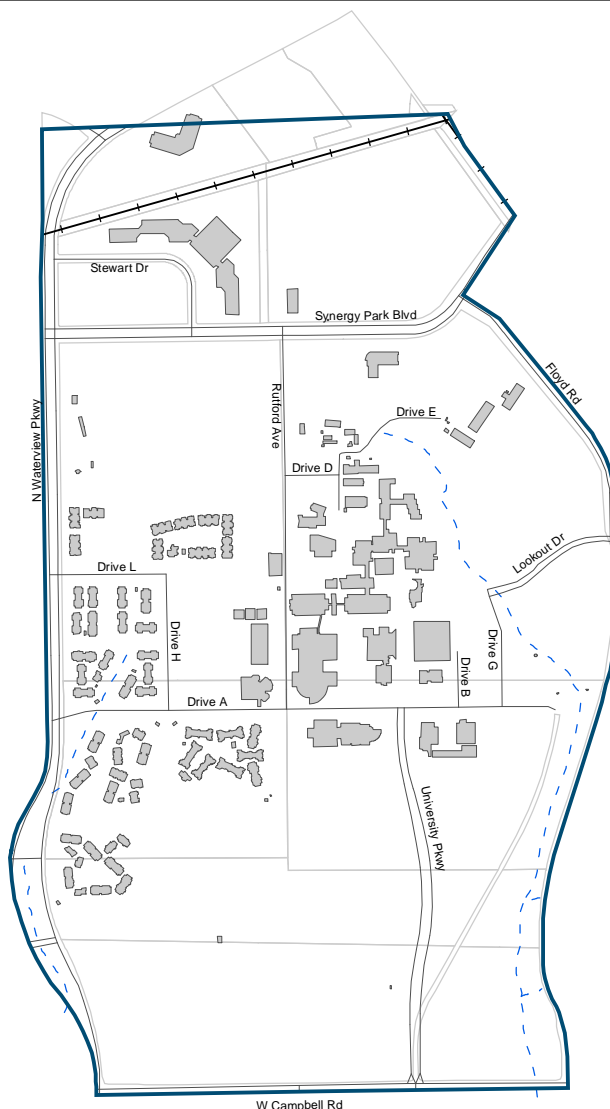 Stewart Dr
Synergy Park Blvd
Floyd Rd
N Waterview Pkwy
Rutford Ave
Drive E
Drive D
Lookout Dr
Drive L
Drive H
Drive G
Drive B
Drive A
University Pkwy
W Campbell Rd